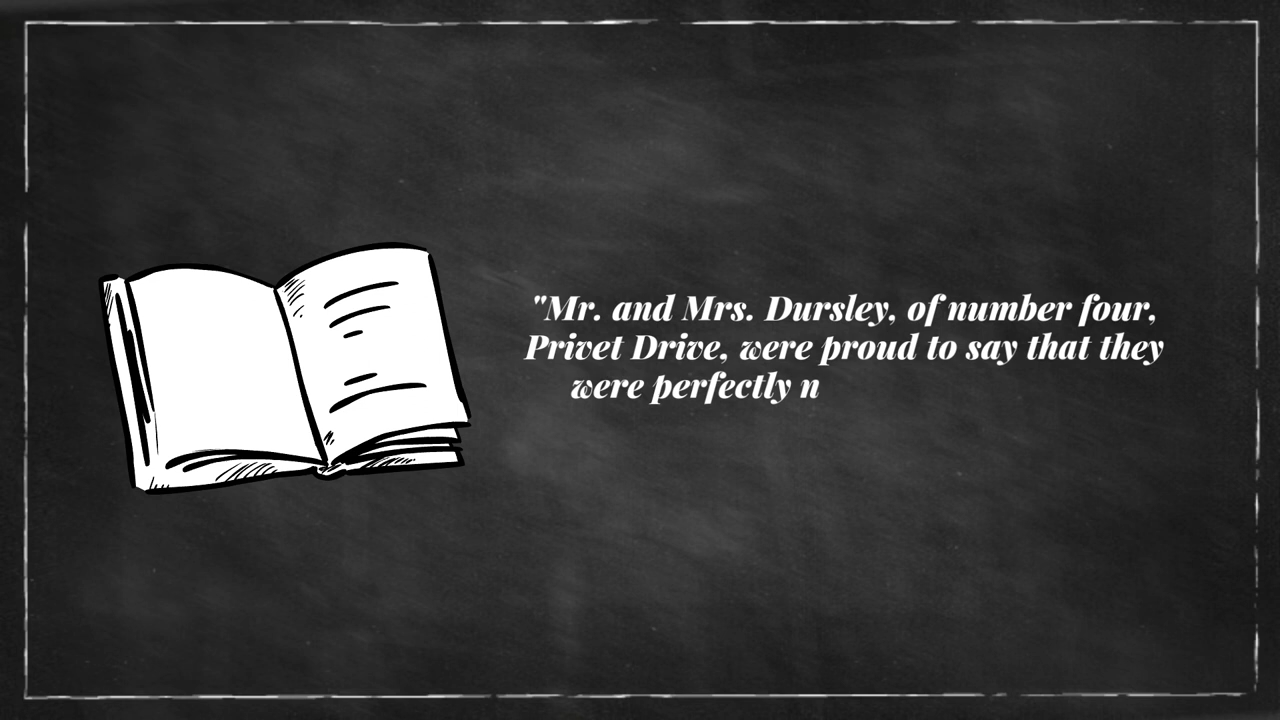 "Mr. and Mrs. Dursley, of number four,
Privet Drive, were proud to say that they
were perfectly n